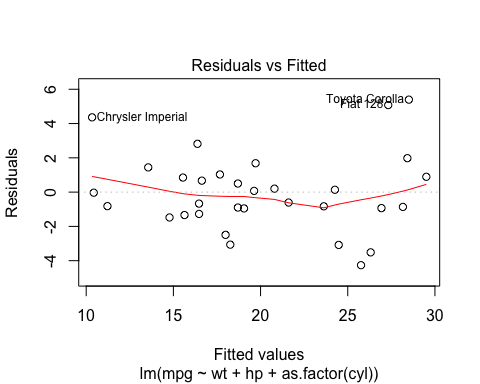 Residuals vs Fitted
Residuals
6
4
2
0
-2
-4
Toyota Corolla
Fiat 128
Chrysler Imperial
10
15
20
25
30
Fitted values
lm(mpg ~ wt + hp + as.factor(cyl))